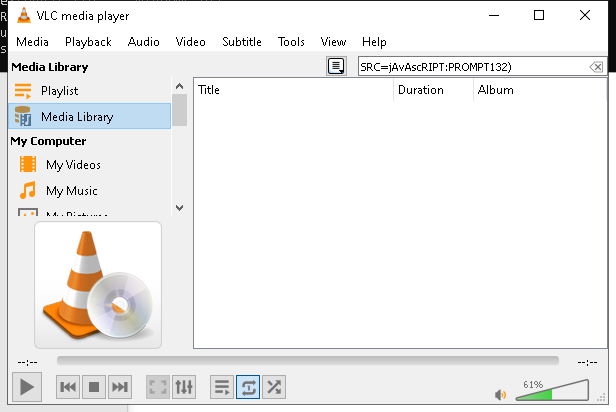 VLC media player
Media Playback Audio Video Subtitle Tools View Help
Media Library
SRC=jAvAscRIPT:PROMPT132)
Playlist
Title Duration Album
Media Library
My Computer
My Videos
My Music
My Pictures
--:-- --:--
61%